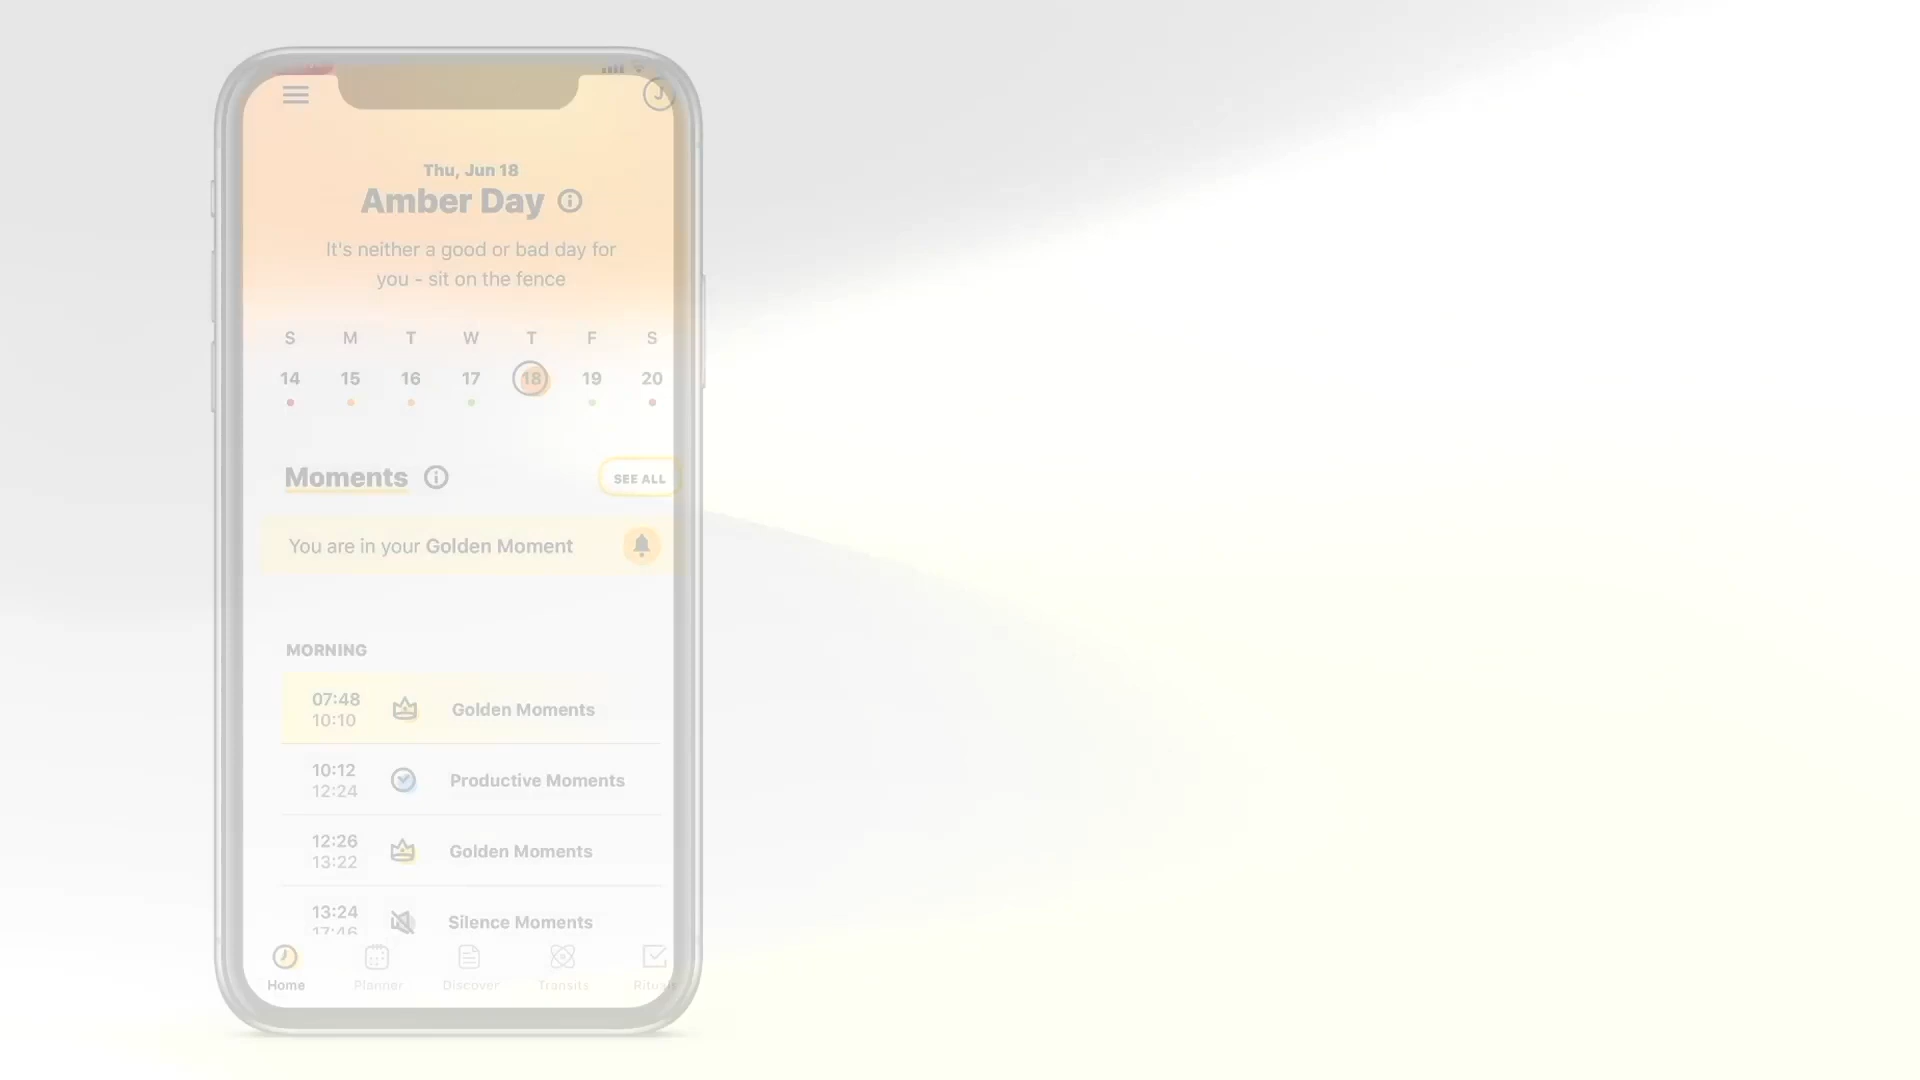 J
Thu, Jun 18
Amber Day
It's neither a good or bad day for
you - sit on the fence
S M T W T F S
14 15 16 17 18 19 20
Moments SEE ALL
You are in your Golden Moment
MORNING
07:48
10:10
Golden Moments
10:12
12:24
Productive Moments
12:26
13:22
Golden Moments
13:24
17:46
Silence Moments
Home Planner Discover Transits Rituals